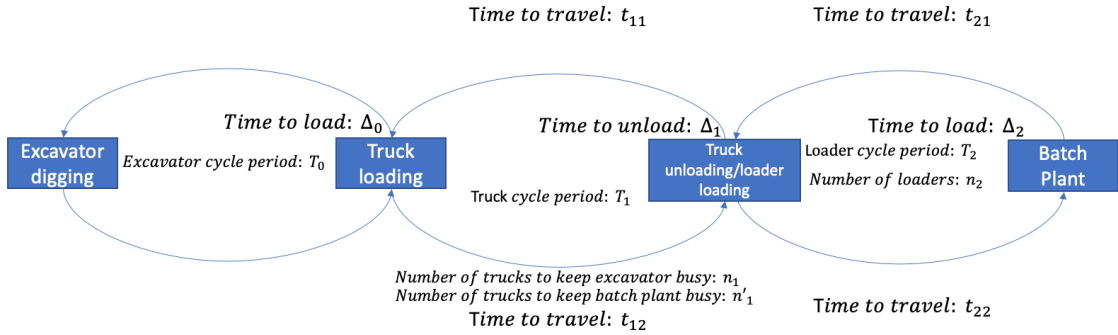 Time to travel: t₁₁
Time to travel: t₂₁
Time to load: Δ₀
Time to unload: Δ₁
Time to load: Δ₂
Excavator
digging
Excavator cycle period: T₀
Truck
loading
Truck
unloading/loader
loading
Loader cycle period: T₂
Number of loaders: n₂
Batch
Plant
Truck cycle period: T₁
Number of trucks to keep excavator busy: n₁
Number of trucks to keep batch plant busy: n'₁
Time to travel: t₁₂
Time to travel: t₂₂